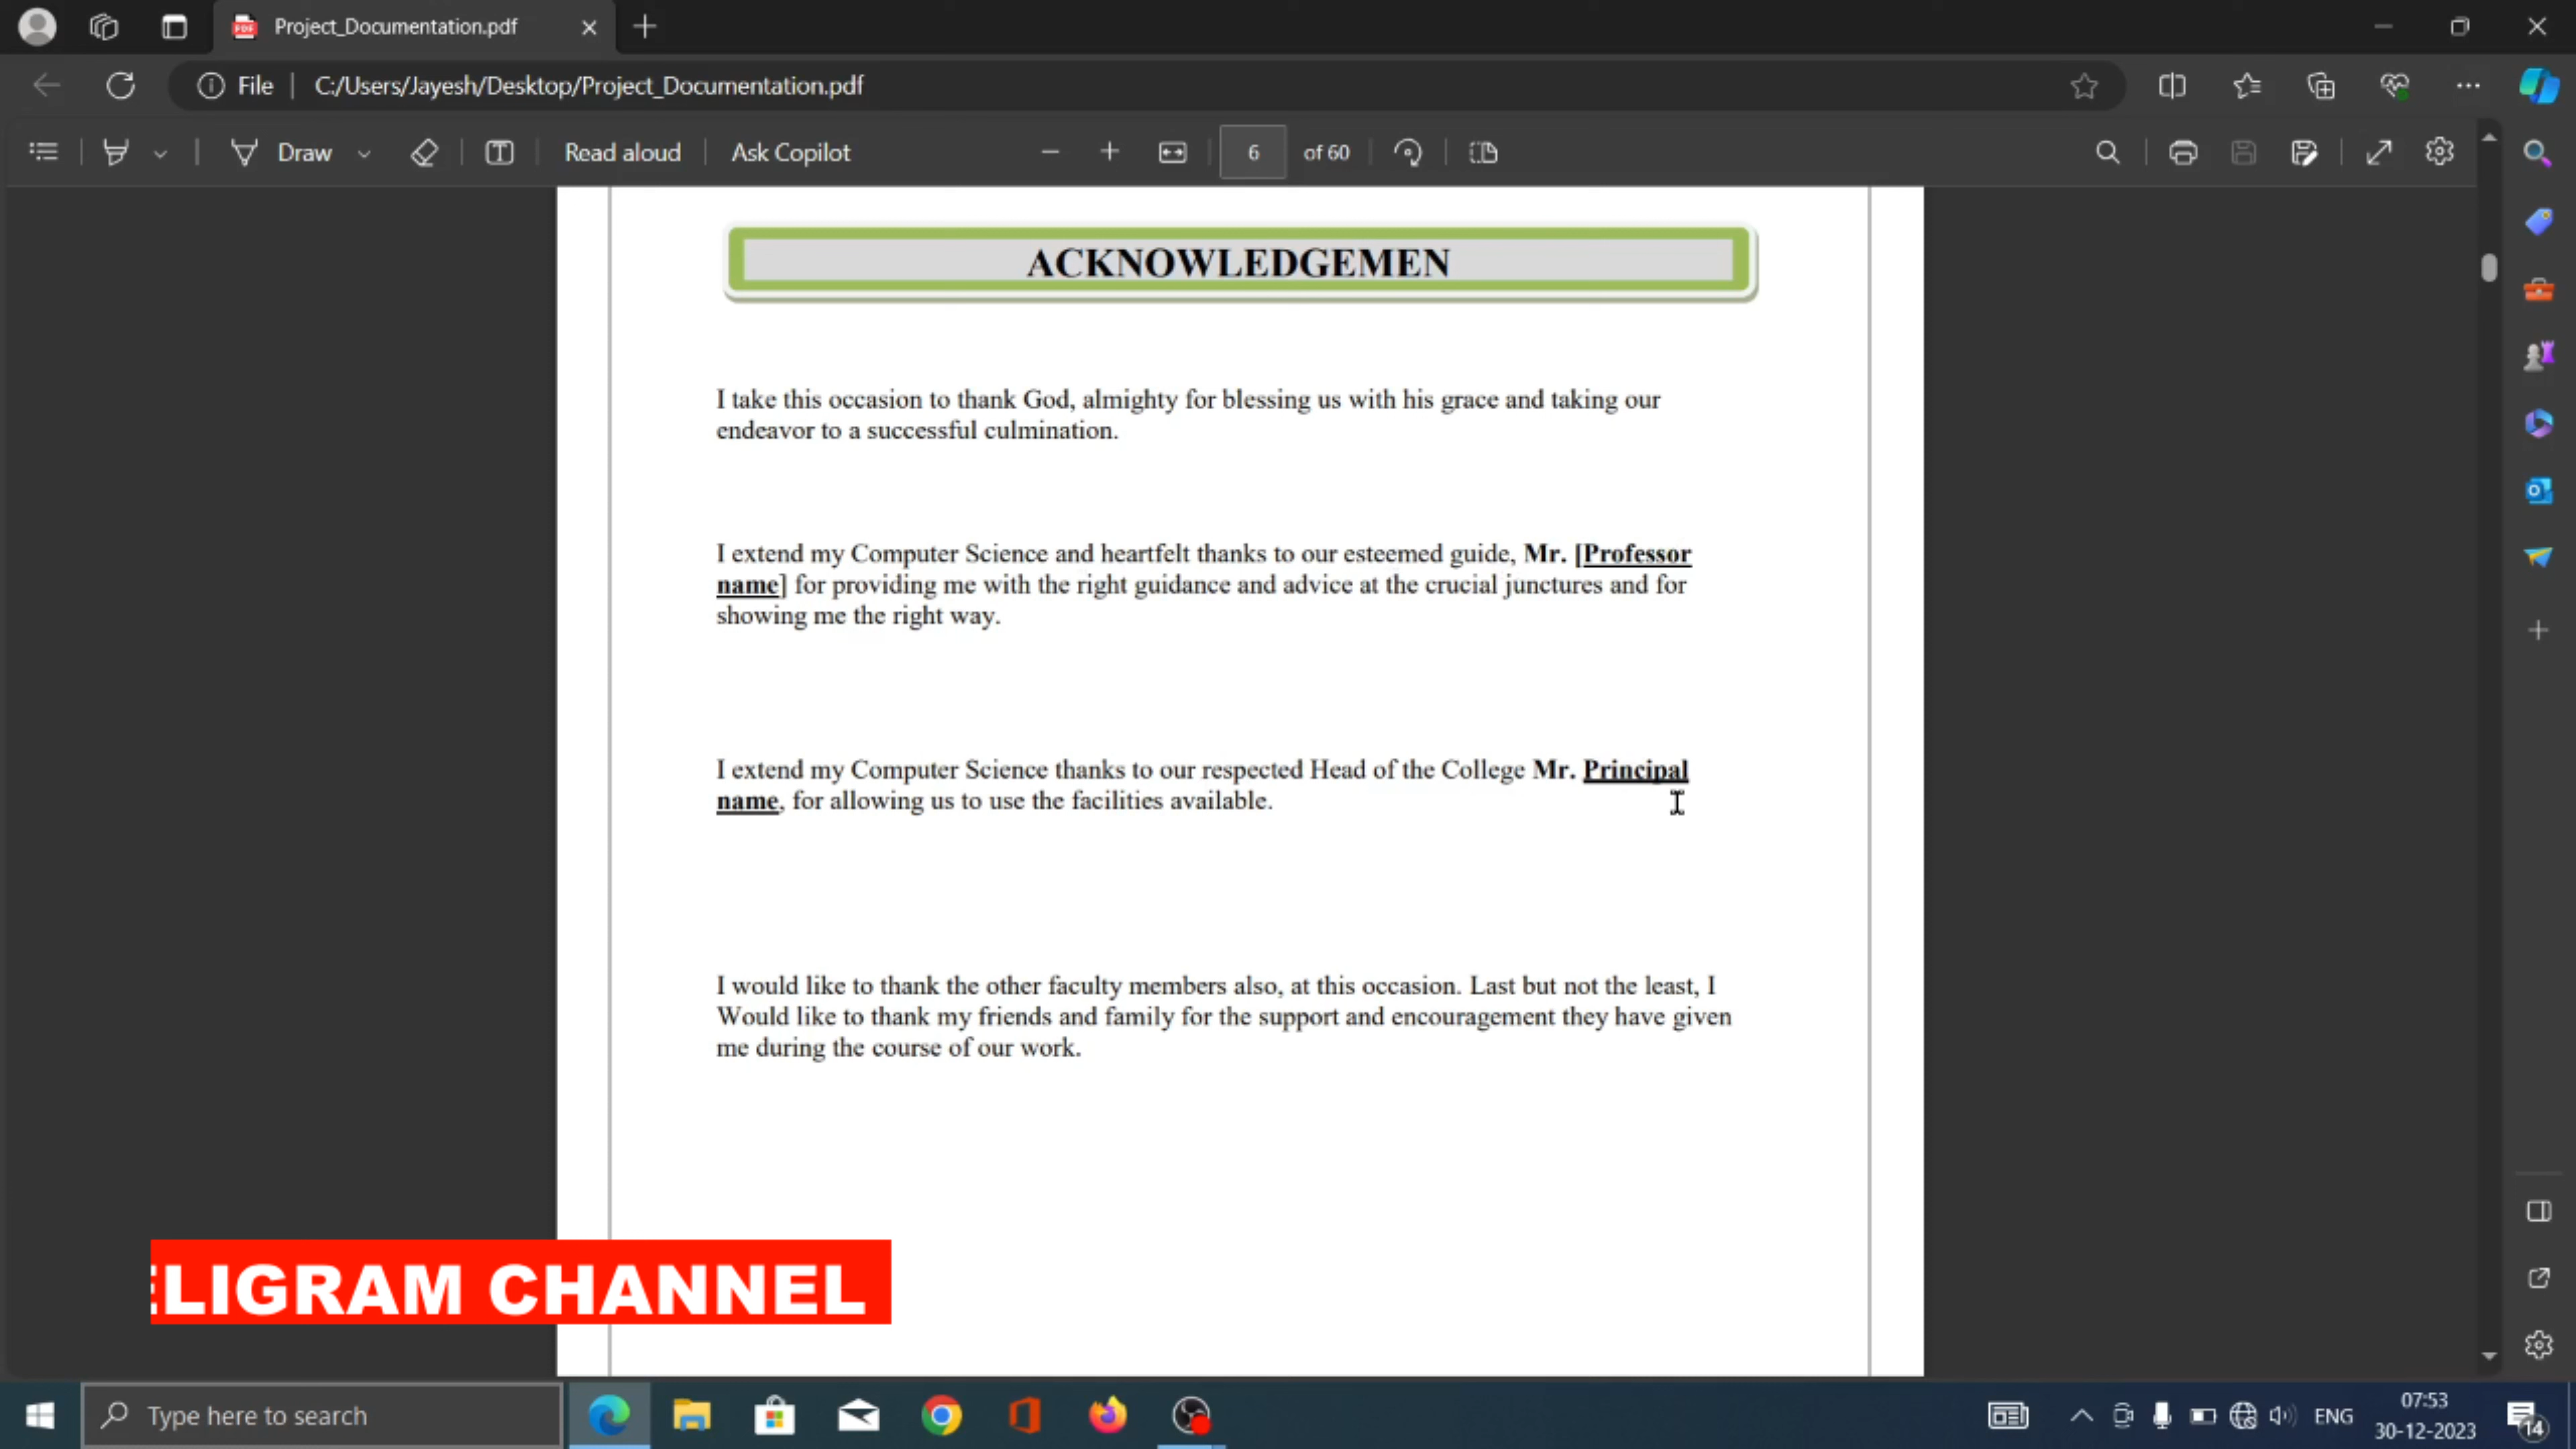 Project_Documentation.pdf
File | C:/Users/Jayesh/Desktop/Project_Documentation.pdf
Draw Read aloud Ask Copilot 6 of 60
ACKNOWLEDGEMEN
I take this occasion to thank God, almighty for blessing us with his grace and taking our
endeavor to a successful culmination.
I extend my Computer Science and heartfelt thanks to our esteemed guide, Mr. [Professor
name] for providing me with the right guidance and advice at the crucial junctures and for
showing me the right way.
I extend my Computer Science thanks to our respected Head of the College Mr. Principal
name, for allowing us to use the facilities available.
I would like to thank the other faculty members also, at this occasion. Last but not the least, I
Would like to thank my friends and family for the support and encouragement they have given
me during the course of our work.
ELIGRAM CHANNEL
Type here to search
ENG
07:53
30-12-2023
14